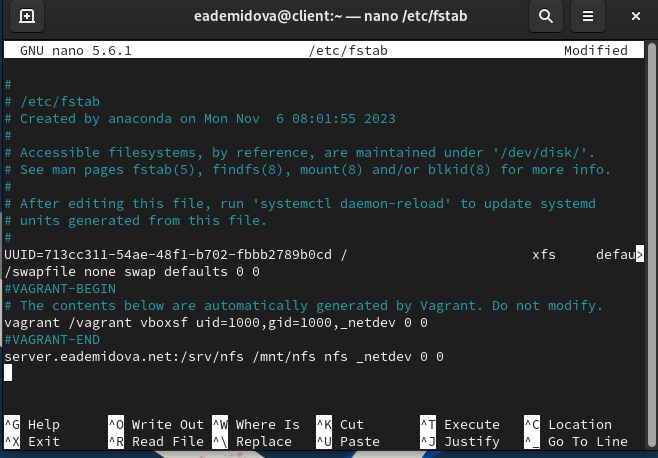 eademidova@client:~ — nano /etc/fstab
GNU nano 5.6.1 /etc/fstab Modified
#
# /etc/fstab
# Created by anaconda on Mon Nov  6 08:01:55 2023
#
# Accessible filesystems, by reference, are maintained under '/dev/disk/'.
# See man pages fstab(5), findfs(8), mount(8) and/or blkid(8) for more info.
#
# After editing this file, run 'systemctl daemon-reload' to update systemd
# units generated from this file.
#
UUID=713cc311-54ae-48f1-b702-fbbb2789b0cd / xfs defau>
/swapfile none swap defaults 0 0
#VAGRANT-BEGIN
# The contents below are automatically generated by Vagrant. Do not modify.
vagrant /vagrant vboxsf uid=1000,gid=1000,_netdev 0 0
#VAGRANT-END
server.eademidova.net:/srv/nfs /mnt/nfs nfs _netdev 0 0
^G Help ^O Write Out ^W Where Is ^K Cut ^T Execute ^C Location
^X Exit ^R Read File ^\ Replace ^U Paste ^J Justify ^_ Go To Line